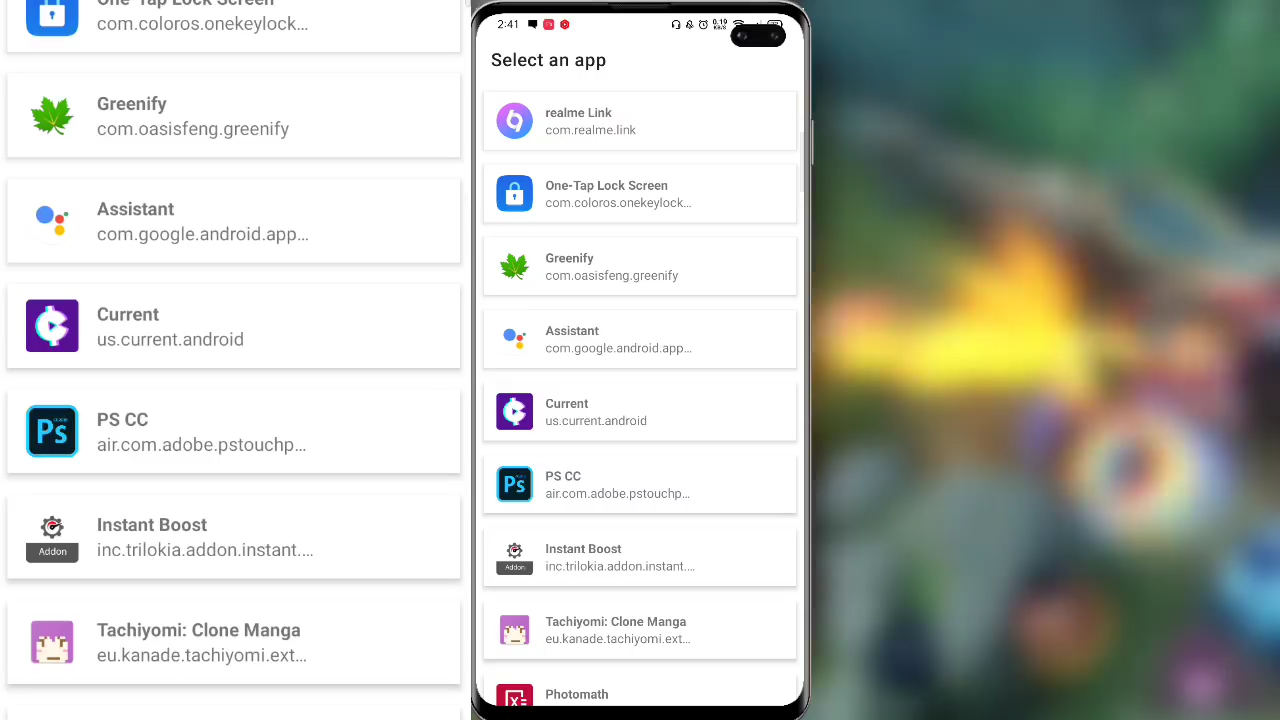 One-Tap Lock Screen
com.coloros.onekeylock...
Greenify
com.oasisfeng.greenify
Assistant
com.google.android.app...
Current
us.current.android
Ps
PS CC
air.com.adobe.pstouchp...
Addon
Instant Boost
inc.trilokia.addon.instant....
Tachiyomi: Clone Manga
eu.kanade.tachiyomi.ext...
2:41
0.19
KB/S
Select an app
realme Link
com.realme.link
One-Tap Lock Screen
com.coloros.onekeylock...
Greenify
com.oasisfeng.greenify
Assistant
com.google.android.app...
Current
us.current.android
Ps
PS CC
air.com.adobe.pstouchp...
Addon
Instant Boost
inc.trilokia.addon.instant....
Tachiyomi: Clone Manga
eu.kanade.tachiyomi.ext...
Photomath